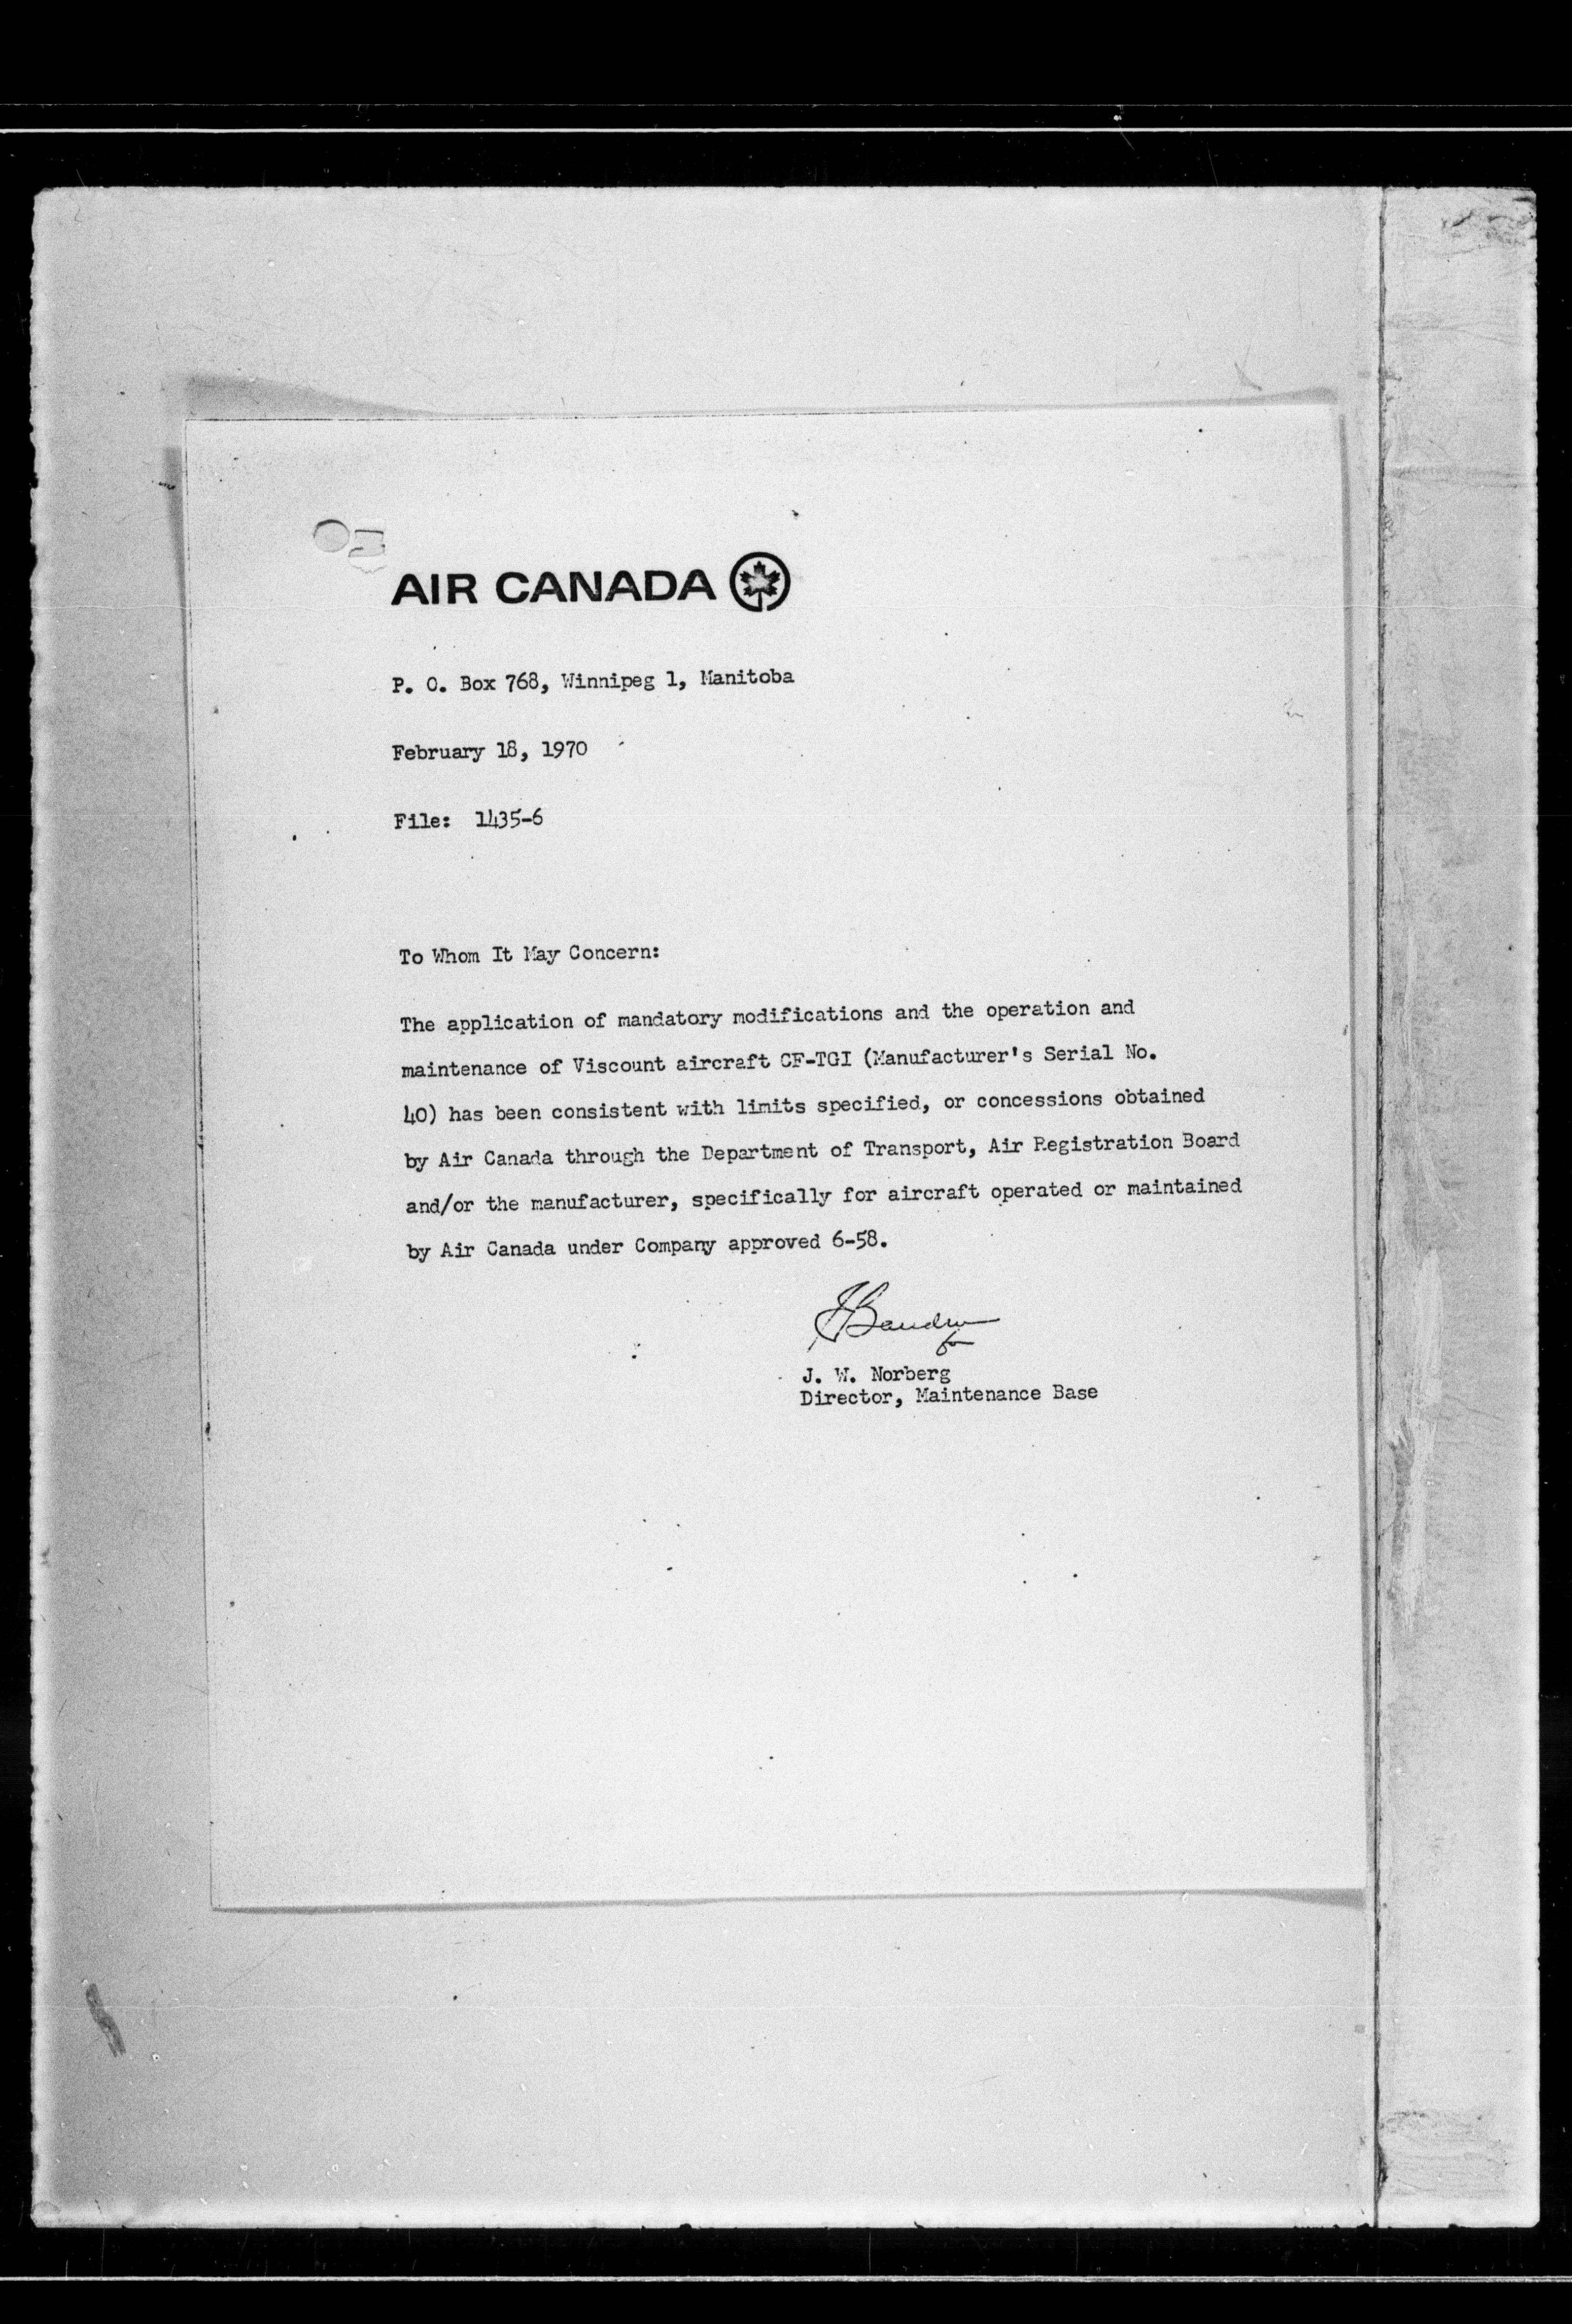 AIR CANADA
P. O. Box 768, Winnipeg 1, Manitoba
February 18, 1970
File: 1435-6
To Whom It May Concern:
The application of mandatory modifications and the operation and
maintenance of Viscount aircraft CF-TGI (Manufacturer's Serial No.
40) has been consistent with limits specified, or concessions obtained
by Air Canada through the Department of Transport, Air Registration Board
and/or the manufacturer, specifically for aircraft operated or maintained
by Air Canada under Company approved 6-58.
for
J. W. Norberg
Director, Maintenance Base